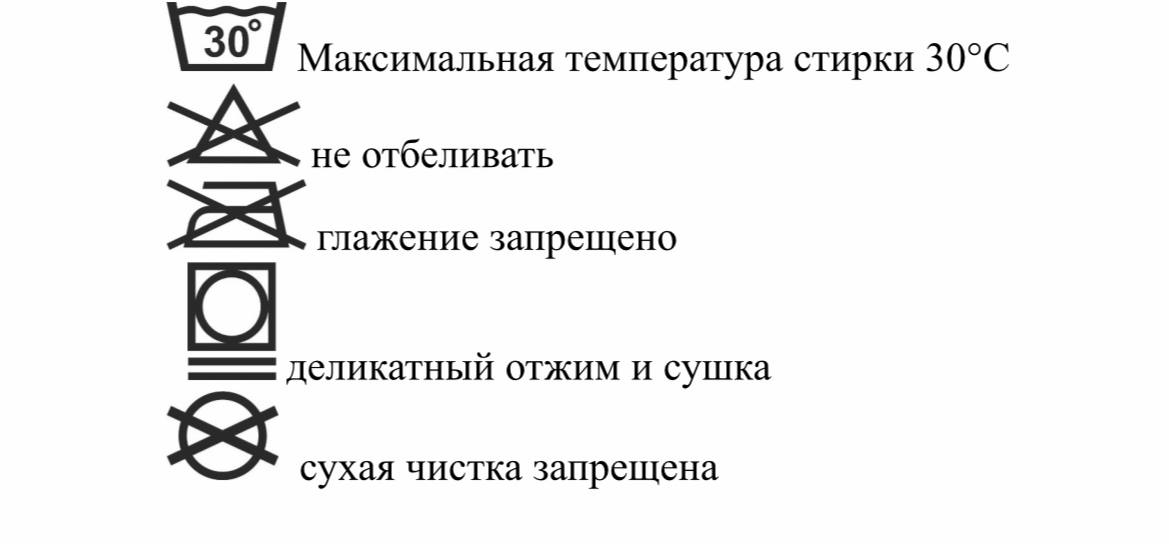 30° Максимальная температура стирки 30°C
не отбеливать
глажение запрещено
деликатный отжим и сушка
сухая чистка запрещена